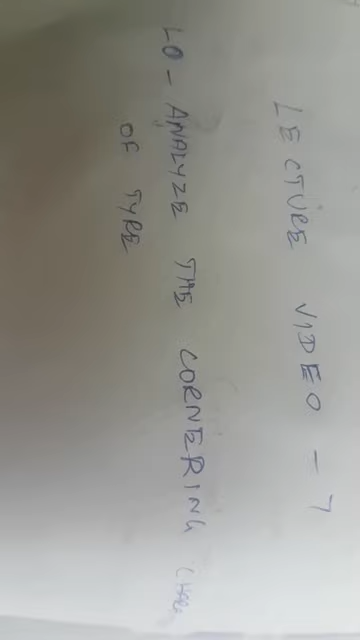 LECTURE VIDEO - 7
LO - ANALYZE THE CORNERING
OF TYRE